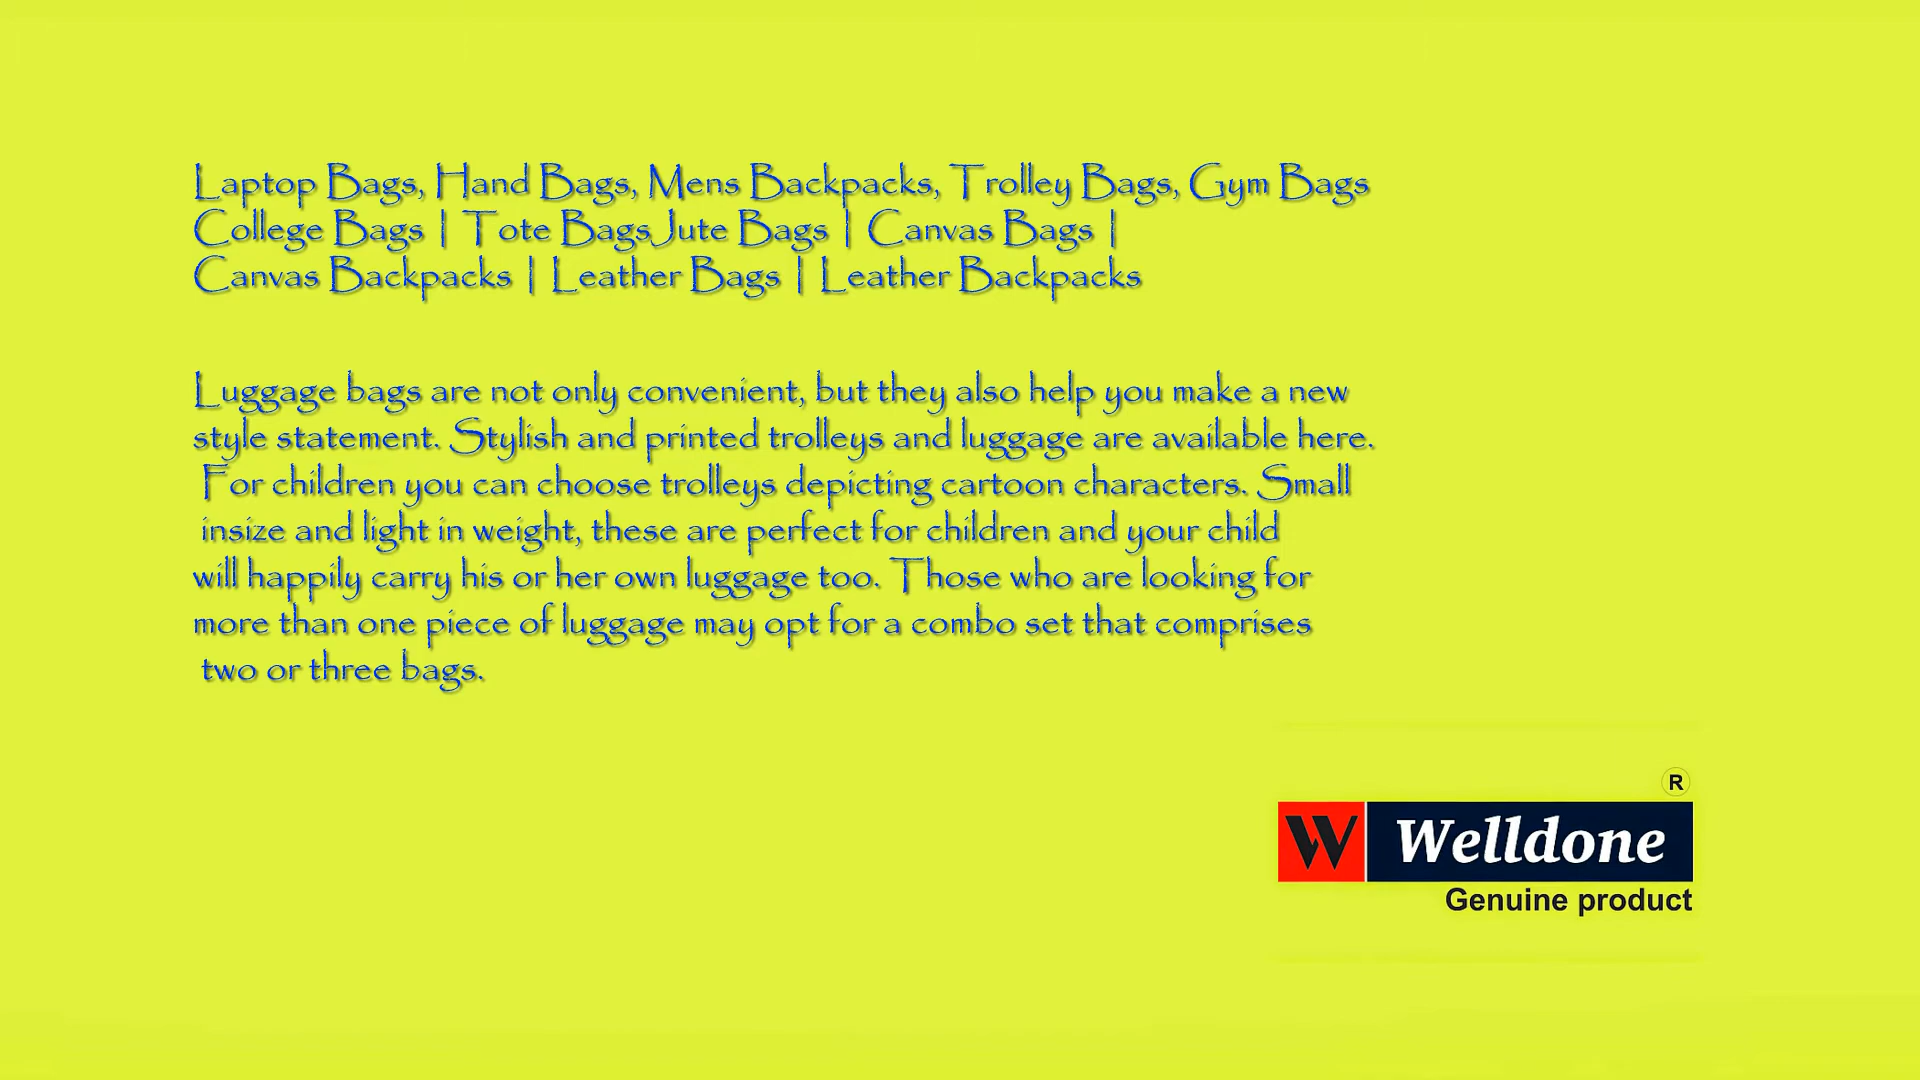 Laptop Bags, Hand Bags, Mens Backpacks, Trolley Bags, Gym Bags
College Bags | Tote BagsJute Bags | Canvas Bags |
Canvas Backpacks | Leather Bags | Leather Backpacks
Luggage bags are not only convenient, but they also help you make a new
style statement. Stylish and printed trolleys and luggage are available here.
For children you can choose trolleys depicting cartoon characters. Small
insize and light in weight, these are perfect for children and your child
will happily carry his or her own luggage too. Those who are looking for
more than one piece of luggage may opt for a combo set that comprises
two or three bags.
®
W Welldone
Genuine product